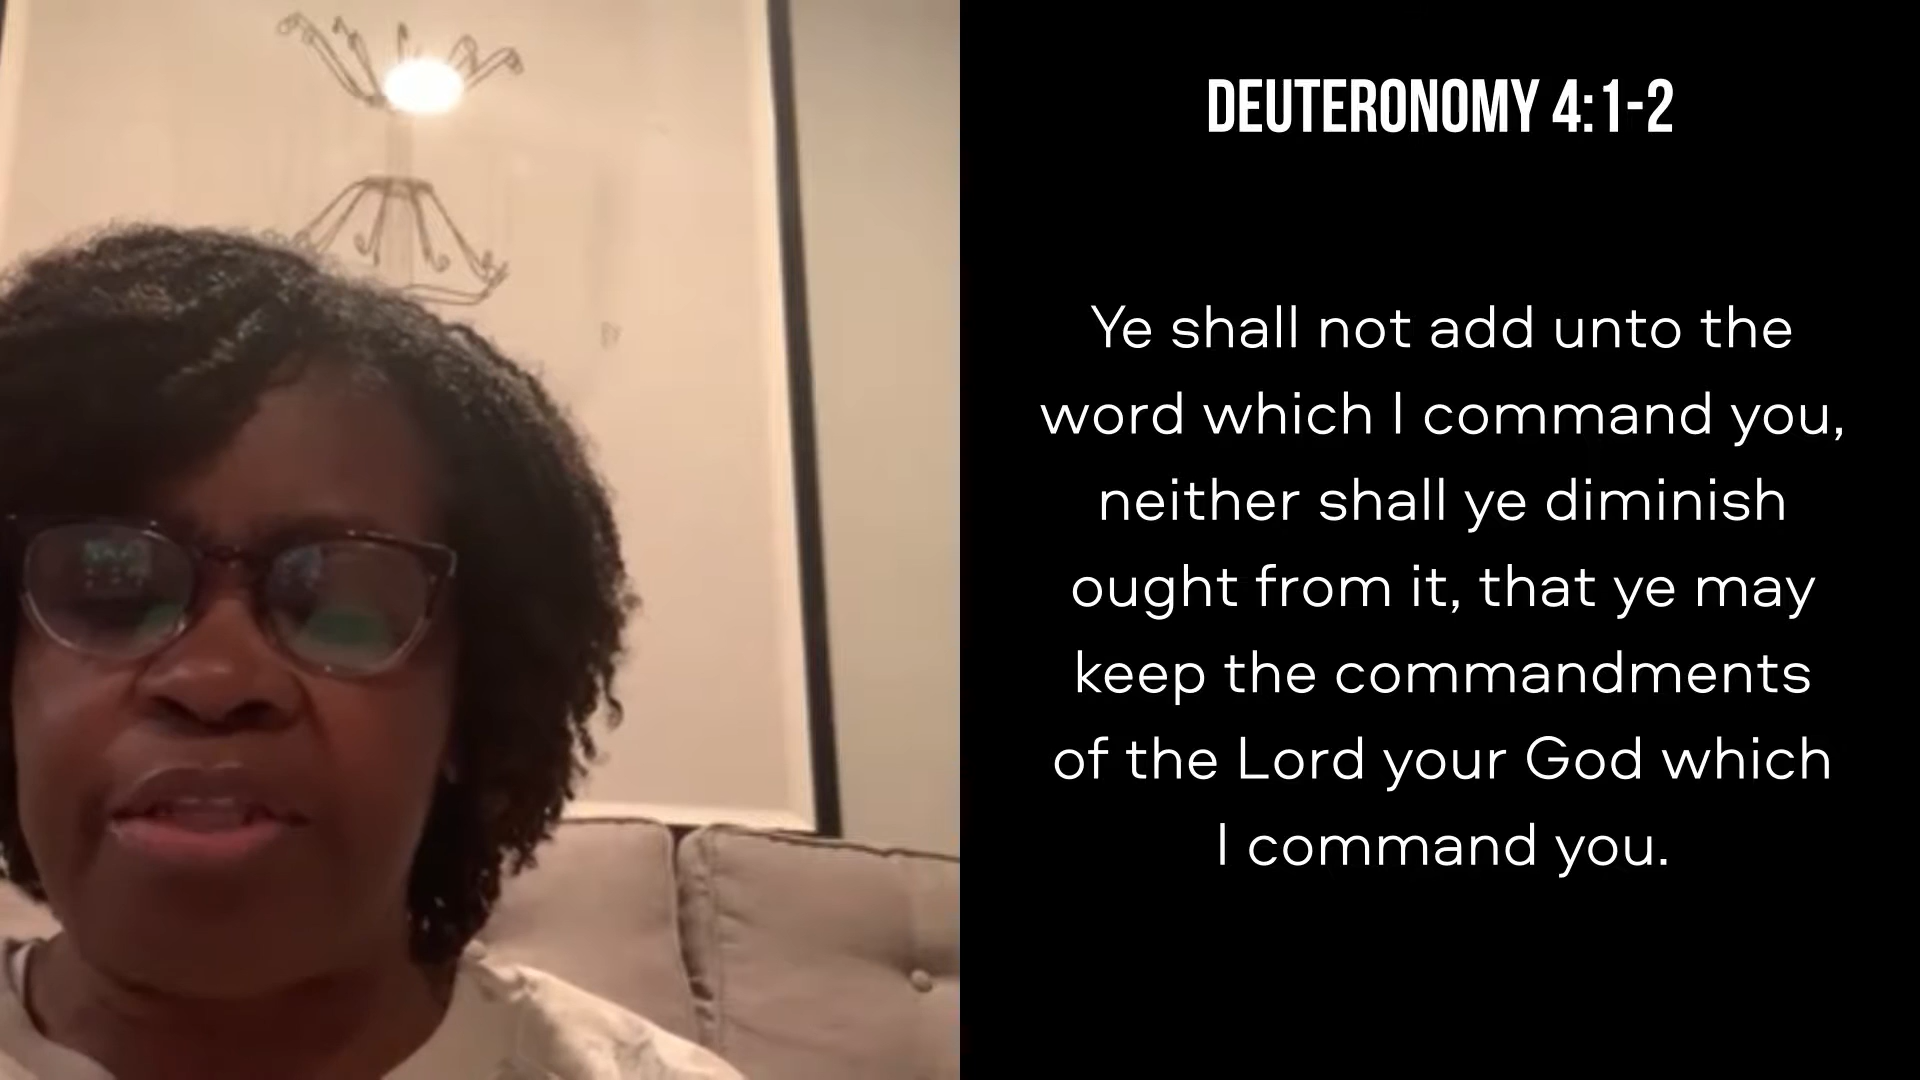 DEUTERONOMY 4:1-2
Ye shall not add unto the
word which I command you,
neither shall ye diminish
ought from it, that ye may
keep the commandments
of the Lord your God which
I command you.